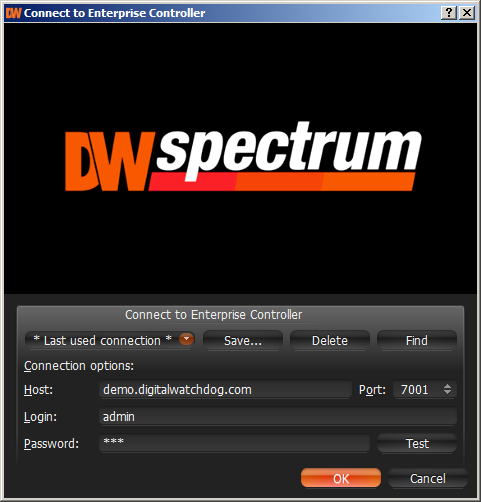 DW Connect to Enterprise Controller
DW spectrum
Connect to Enterprise Controller
* Last used connection * Save... Delete Find
Connection options:
Host: demo.digitalwatchdog.com Port: 7001
Login: admin
Password: *** Test
OK Cancel